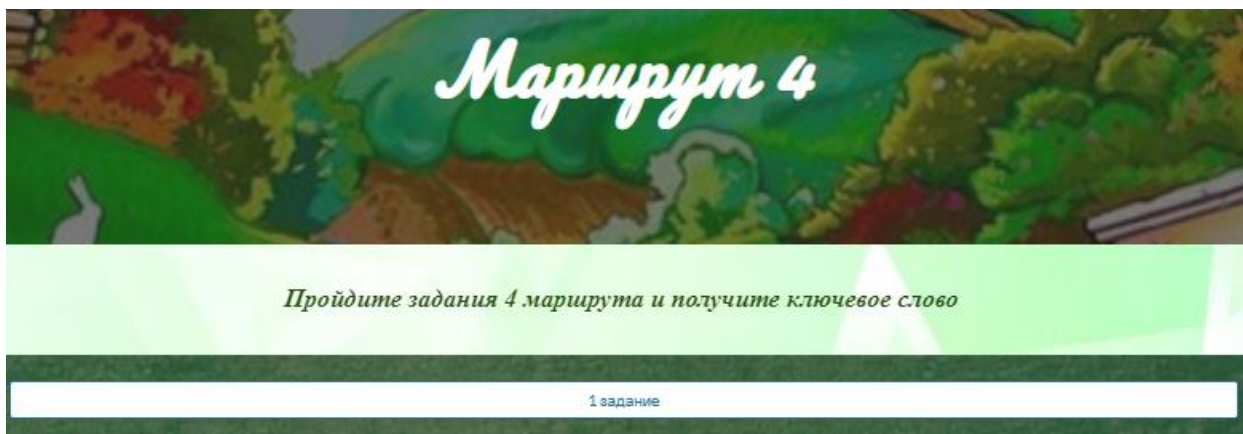 Маршрут 4
Пройдите задания 4 маршрута и получите ключевое слово
1 задание